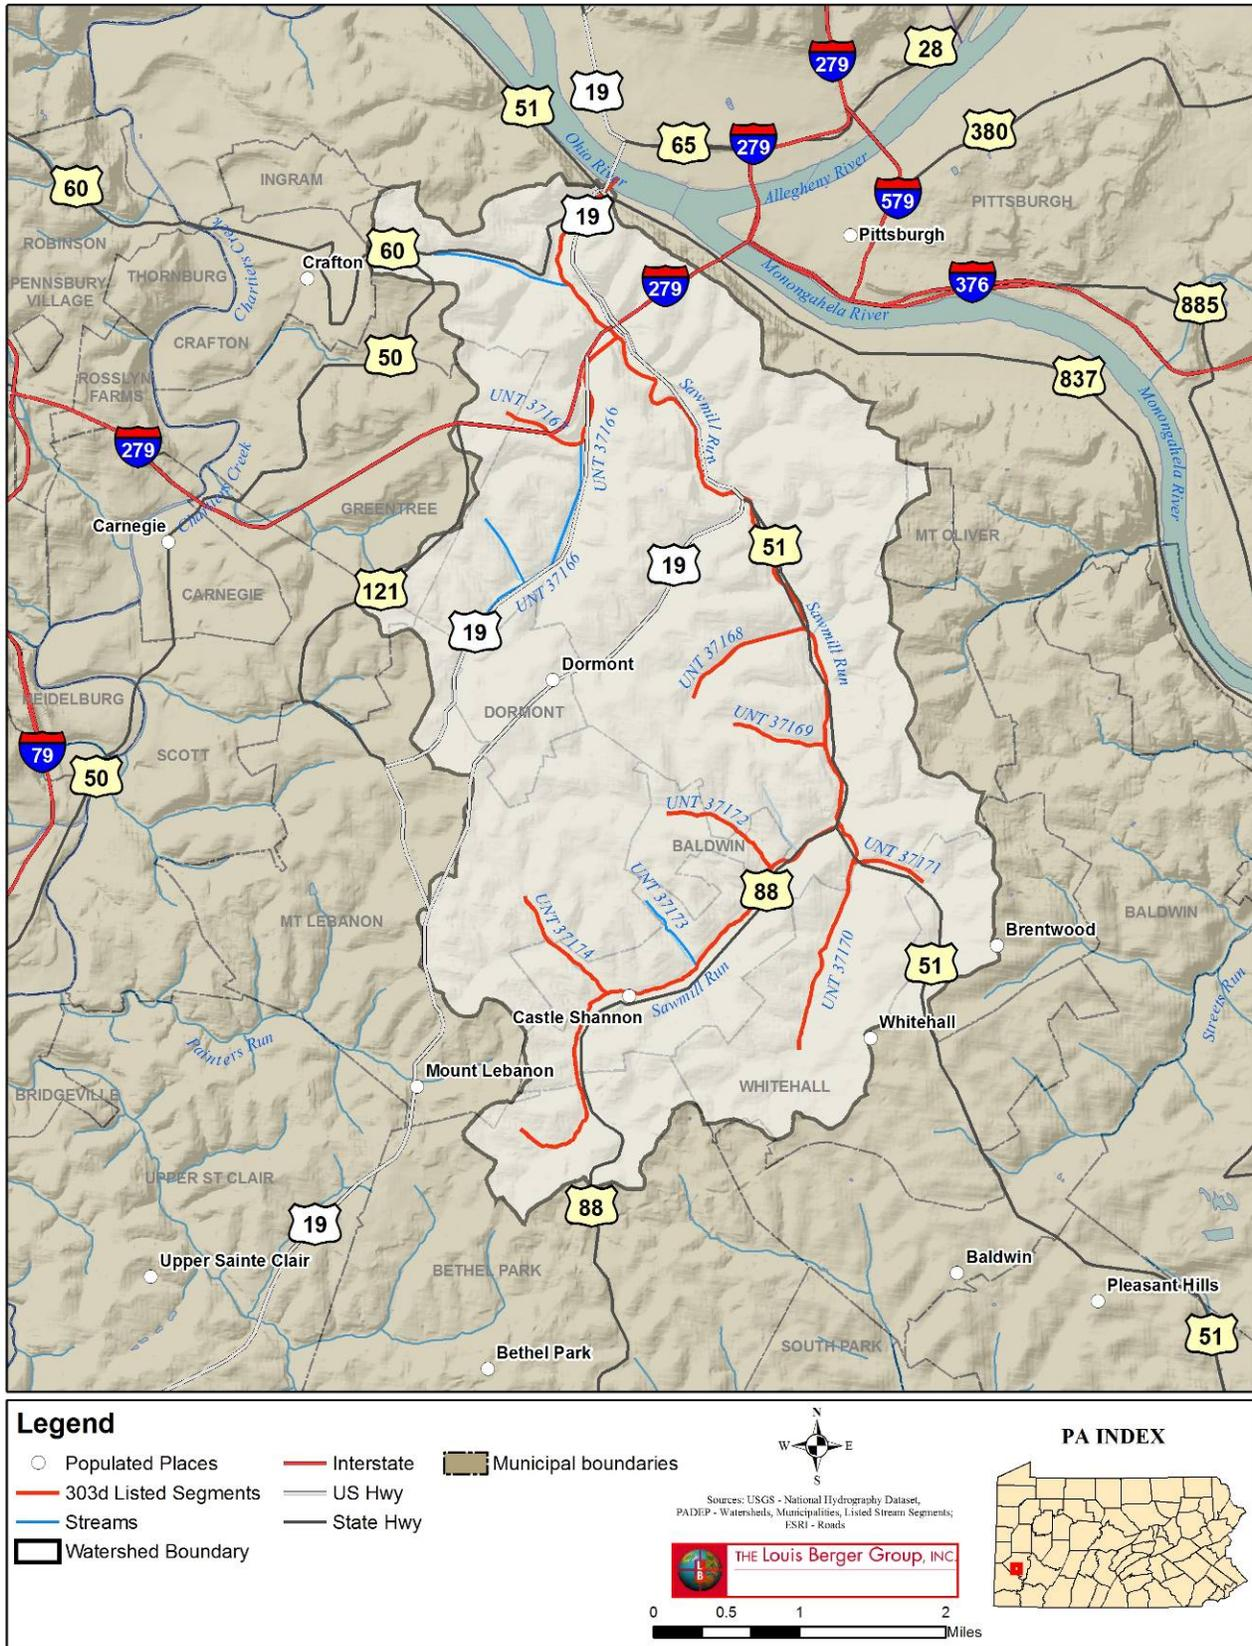 28
279
19
51
65
279
380
Ohio River
Allegheny River
60
INGRAM
579
PITTSBURGH
19
ROBINSON
Chartiers Creek
60
Pittsburgh
Crafton
THORNBURG
PENNSBURY
VILLAGE
279
Monongahela River
376
885
CRAFTON
50
837
ROSSLYN
FARMS
Sawmill Run
UNT 37167
UNT 37166
Monongahela River
279
Chartiers Creek
GREENTREE
Carnegie
51
MT OLIVER
19
UNT 37166
121
CARNEGIE
19
Sawmill Run
UNT 37168
Dormont
HEIDELBURG
DORMONT
UNT 37169
79
SCOTT
50
UNT 37172
BALDWIN
UNT 37171
88
UNT 37173
MT LEBANON
UNT 37174
BALDWIN
Brentwood
51
UNT 37170
Sawmill Run
Streets Run
Castle Shannon
Whitehall
Painters Run
Mount Lebanon
WHITEHALL
BRIDGEVILLE
UPPER ST CLAIR
88
19
Upper Sainte Clair
BETHEL PARK
Baldwin
Pleasant Hills
51
Bethel Park
SOUTH PARK
Legend
Populated Places
Interstate
Municipal boundaries
303d Listed Segments
US Hwy
Streams
State Hwy
Watershed Boundary
N
W
E
S
Sources: USGS - National Hydrography Dataset,
PADEP - Watersheds, Municipalities, Listed Stream Segments;
ESRI - Roads
L
B
THE Louis Berger Group, INC.
0 0.5 1 2
Miles
PA INDEX